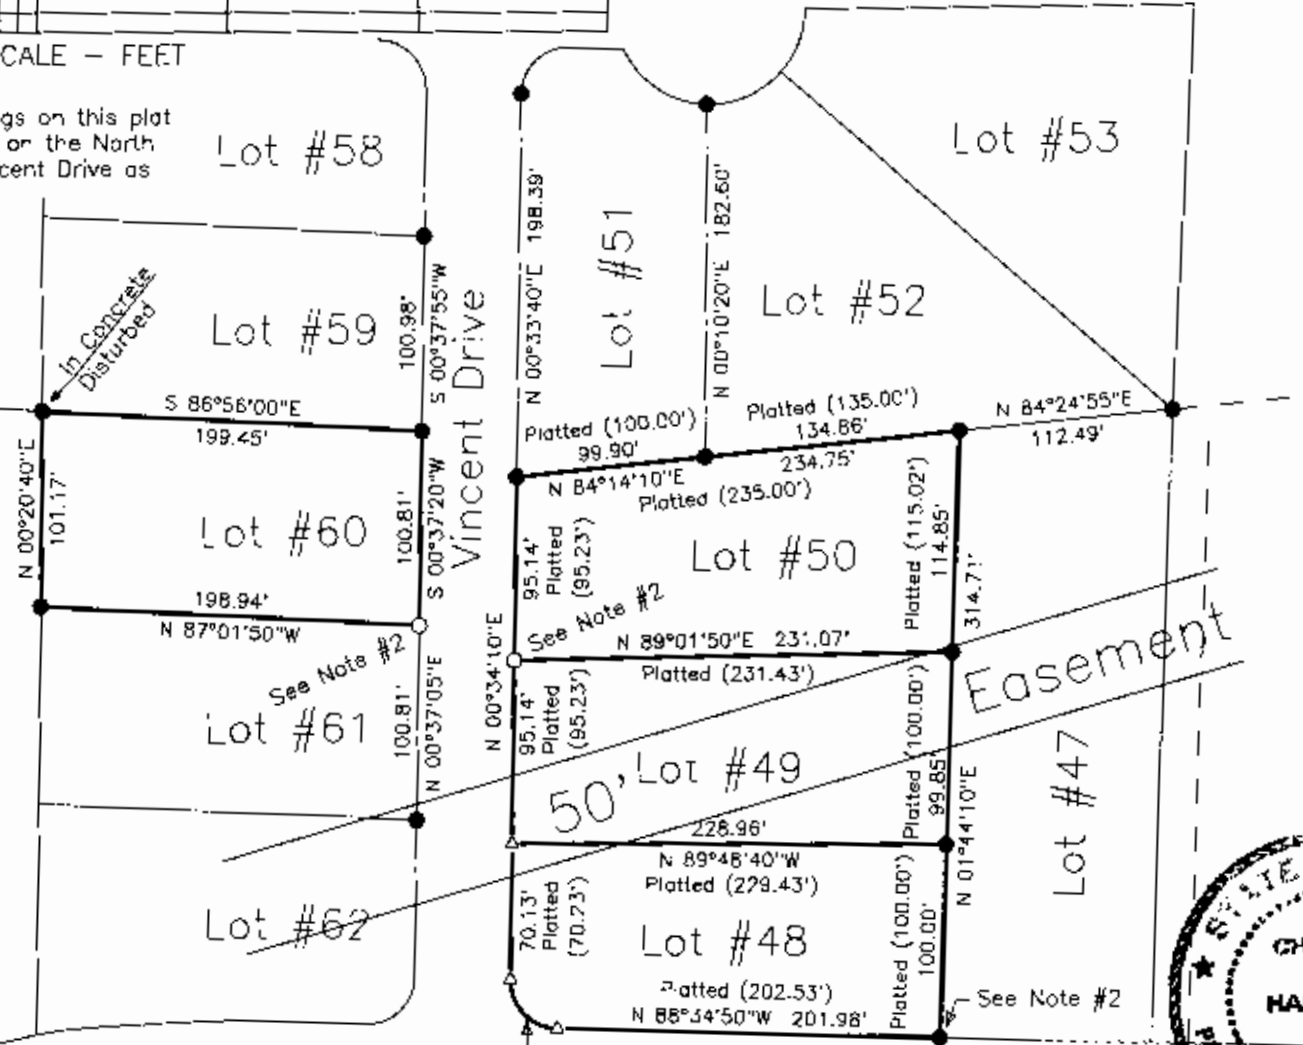 CALE - FEET
gs on this plat
or the North
cent Drive as
Lot #58
In Concrete
Disturbed
Lot #59
100.98'
S 00°37'55"W
S 86°56'00"E
199.45'
N 00°20'40"E
101.17'
Lot #60
100.81'
S 00°37'20"W
198.94'
N 87°01'50"W
See Note #2
Lot #61
100.81'
N 00°37'05"E
Lot #62
Vincent Drive
N 00°33'40"E 198.39'
Lot #51
N 00°10'20"E 182.60'
Lot #52
Lot #53
Platted (100.00')
99.90'
Platted (135.00')
134.86'
N 84°24'55"E
112.49'
N 84°14'10"E
234.75'
Platted (235.00')
95.14'
Platted
(95.23')
Lot #50
Platted (115.02')
114.85'
314.71'
See Note #2
N 89°01'50"E 231.07'
Platted (231.43')
N 00°34'10"E
95.14'
Platted
(95.23')
50'
Lot #49
Platted (100.00')
99.85'
N 01°44'10"E
Easement
Lot #47
228.96'
N 89°48'40"W
Platted (229.43')
70.13'
Platted
(70.23')
Lot #48
Platted (100.00')
100.00'
Platted (202.53')
N 88°34'50"W 201.98'
See Note #2
STATE
CH
HA